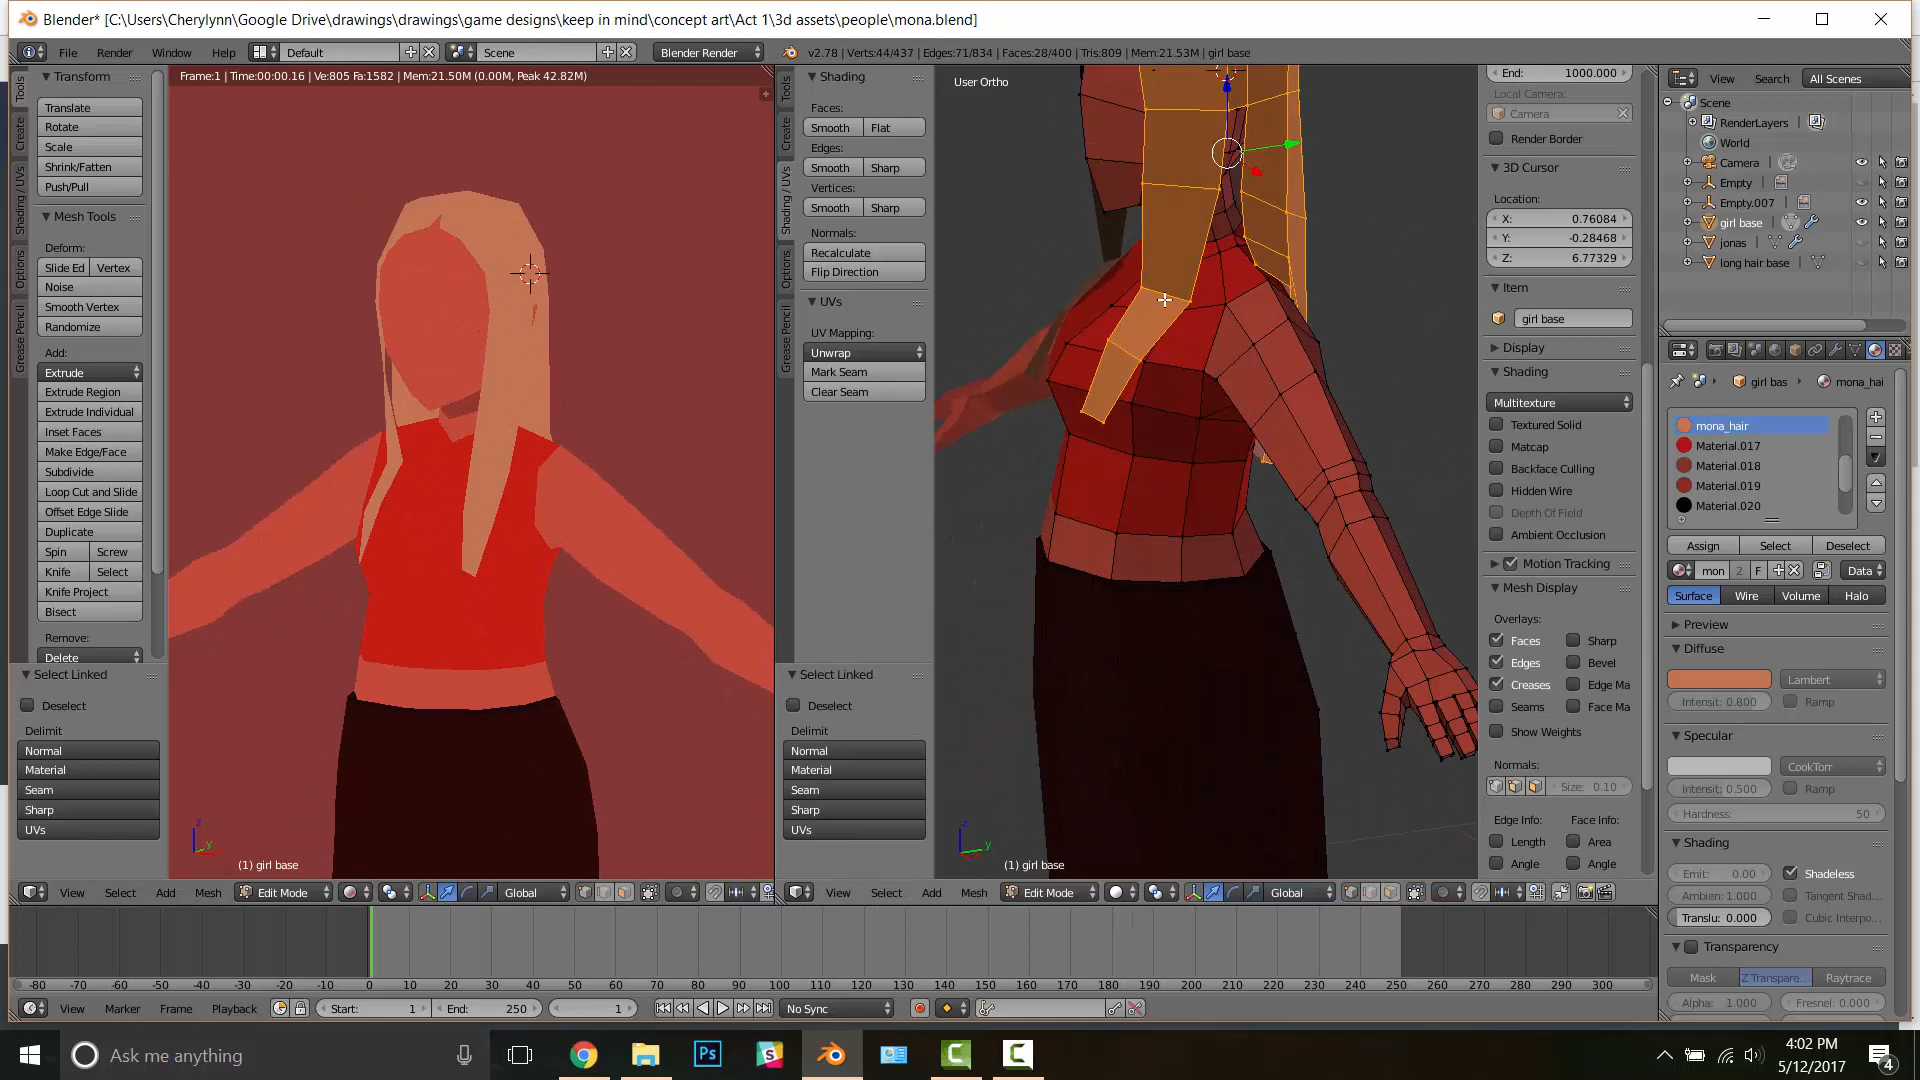 Blender* [C:\Users\Cherylynn\Google Drive\drawings\drawings\game designs\keep in mind\concept art\Act 1\3d assets\people\mona.blend]
File Render Window Help Default Scene Blender Render v2.78 | Verts:44/437 | Edges:71/834 | Faces:28/400 | Tris:809 | Mem:21.53M | girl base
Tools
Create
Shading / UVs
Options
Grease Pencil
Transform
Translate
Rotate
Scale
Shrink/Fatten
Push/Pull
Mesh Tools
Deform:
Slide Ed Vertex
Noise
Smooth Vertex
Randomize
Add:
Extrude
Extrude Region
Extrude Individual
Inset Faces
Make Edge/Face
Subdivide
Loop Cut and Slide
Offset Edge Slide
Duplicate
Spin Screw
Knife Select
Knife Project
Bisect
Remove:
Delete
Select Linked
Deselect
Delimit
Normal
Material
Seam
Sharp
UVs
Frame:1 | Time:00:00.16 | Ve:805 Fa:1582 | Mem:21.50M (0.00M, Peak 42.82M)
z
y
(1) girl base
View Select Add Mesh Edit Mode Global
Tools
Create
Shading / UVs
Options
Grease Pencil
Shading
Faces:
Smooth Flat
Edges:
Smooth Sharp
Vertices:
Smooth Sharp
Normals:
Recalculate
Flip Direction
UVs
UV Mapping:
Unwrap
Mark Seam
Clear Seam
Select Linked
Deselect
Delimit
Normal
Material
Seam
Sharp
UVs
User Ortho
z
y
(1) girl base
View Select Add Mesh Edit Mode Global
End: 1000.000
Local Camera:
Camera
Render Border
3D Cursor
Location:
X: 0.76084
Y: -0.28468
Z: 6.77329
Item
girl base
Display
Shading
Multitexture
Textured Solid
Matcap
Backface Culling
Hidden Wire
Depth Of Field
Ambient Occlusion
Motion Tracking
Mesh Display
Overlays:
Faces Sharp
Edges Bevel
Creases Edge Ma
Seams Face Ma
Show Weights
Normals:
Size: 0.10
Edge Info: Face Info:
Length Area
Angle Angle
View Search All Scenes
Scene
RenderLayers
World
Camera
Empty
Empty.007
girl base
jonas
long hair base
girl bas mona_hai
mona_hair
Material.017
Material.018
Material.019
Material.020
Assign Select Deselect
mon 2 F Data
Surface Wire Volume Halo
Preview
Diffuse
Lambert
Intensit: 0.800 Ramp
Specular
CookTorr
Intensit: 0.500 Ramp
Hardness: 50
Shading
Emit: 0.00 Shadeless
Ambien: 1.000 Tangent Shad...
Translu: 0.000 Cubic Interpo...
Transparency
Mask Z Transpare... Raytrace
Alpha: 1.000 Fresnel: 0.000
-80 -70 -60 -50 -40 -30 -20 -10 0 10 20 30 40 50 60 70 80 90 100 110 120 130 140 150 160 170 180 190 200 210 220 230 240 250 260 270 280 290 300
View Marker Frame Playback Start: 1 End: 250 1 No Sync
Ask me anything
Ps
4:02 PM
5/12/2017
4